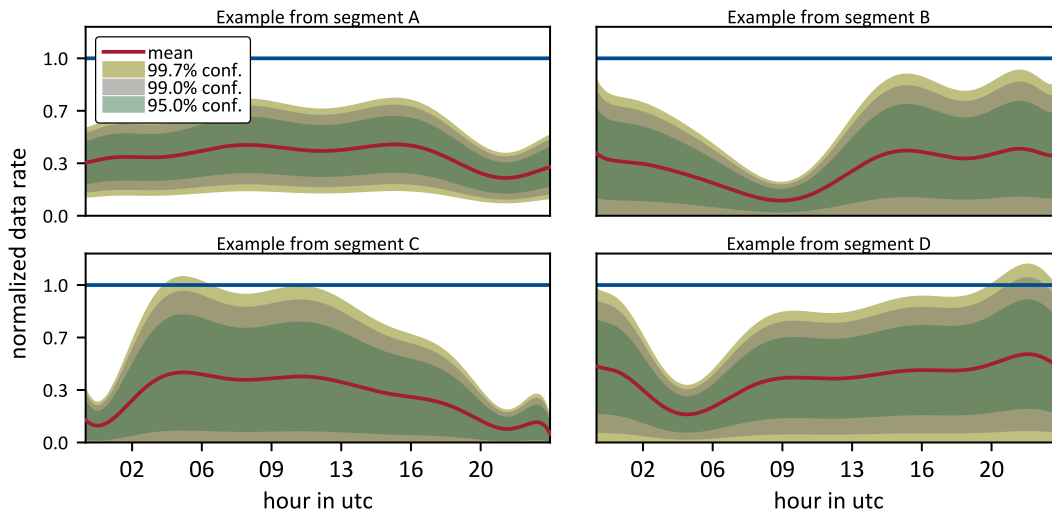 Example from segment A
Example from segment B
mean
99.7% conf.
99.0% conf.
95.0% conf.
1.0
0.7
0.3
0.0
normalized data rate
Example from segment C
Example from segment D
1.0
0.7
0.3
0.0
02 06 09 13 16 20
02 06 09 13 16 20
hour in utc
hour in utc